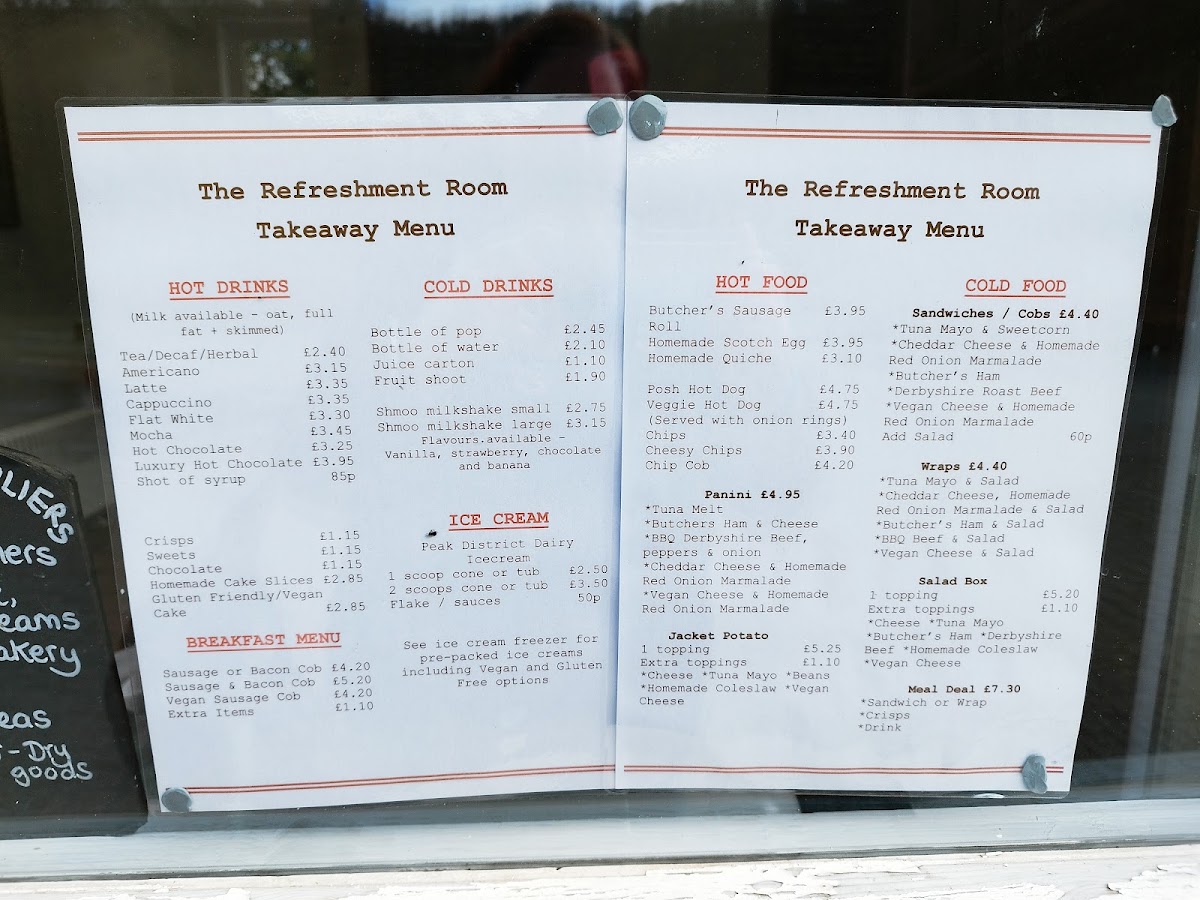 The Refreshment Room
Takeaway Menu
HOT DRINKS
(Milk available - oat, full
fat + skimmed)
Tea/Decaf/Herbal £2.40
Americano £3.15
Latte £3.35
Cappuccino £3.35
Flat White £3.30
Mocha £3.45
Hot Chocolate £3.25
Luxury Hot Chocolate £3.95
Shot of syrup 85p
Crisps £1.15
Sweets £1.15
Chocolate £1.15
Homemade Cake Slices £2.85
Gluten Friendly/Vegan
Cake £2.85
BREAKFAST MENU
Sausage or Bacon Cob £4.20
Sausage & Bacon Cob £5.20
Vegan Sausage Cob £4.20
Extra Items £1.10
COLD DRINKS
Bottle of pop £2.45
Bottle of water £2.10
Juice carton £1.10
Fruit shoot £1.90
Shmoo milkshake small £2.75
Shmoo milkshake large £3.15
Flavours.available -
Vanilla, strawberry, chocolate
and banana
ICE CREAM
Peak District Dairy
Icecream
1 scoop cone or tub £2.50
2 scoops cone or tub £3.50
Flake / sauces 50p
See ice cream freezer for
pre-packed ice creams
including Vegan and Gluten
Free options
The Refreshment Room
Takeaway Menu
HOT FOOD
Butcher's Sausage £3.95
Roll
Homemade Scotch Egg £3.95
Homemade Quiche £3.10
Posh Hot Dog £4.75
Veggie Hot Dog £4.75
(Served with onion rings)
Chips £3.40
Cheesy Chips £3.90
Chip Cob £4.20
Panini £4.95
*Tuna Melt
*Butchers Ham & Cheese
*BBQ Derbyshire Beef,
peppers & onion
*Cheddar Cheese & Homemade
Red Onion Marmalade
*Vegan Cheese & Homemade
Red Onion Marmalade
Jacket Potato
1 topping £5.25
Extra toppings £1.10
*Cheese *Tuna Mayo *Beans
*Homemade Coleslaw *Vegan
Cheese
COLD FOOD
Sandwiches / Cobs £4.40
*Tuna Mayo & Sweetcorn
*Cheddar Cheese & Homemade
Red Onion Marmalade
*Butcher's Ham
*Derbyshire Roast Beef
*Vegan Cheese & Homemade
Red Onion Marmalade
Add Salad 60p
Wraps £4.40
*Tuna Mayo & Salad
*Cheddar Cheese, Homemade
Red Onion Marmalade & Salad
*Butcher's Ham & Salad
*BBQ Beef & Salad
*Vegan Cheese & Salad
Salad Box
1 topping £5.20
Extra toppings £1.10
*Cheese *Tuna Mayo
*Butcher's Ham *Derbyshire
Beef *Homemade Coleslaw
*Vegan Cheese
Meal Deal £7.30
*Sandwich or Wrap
*Crisps
*Drink
Dry
goods